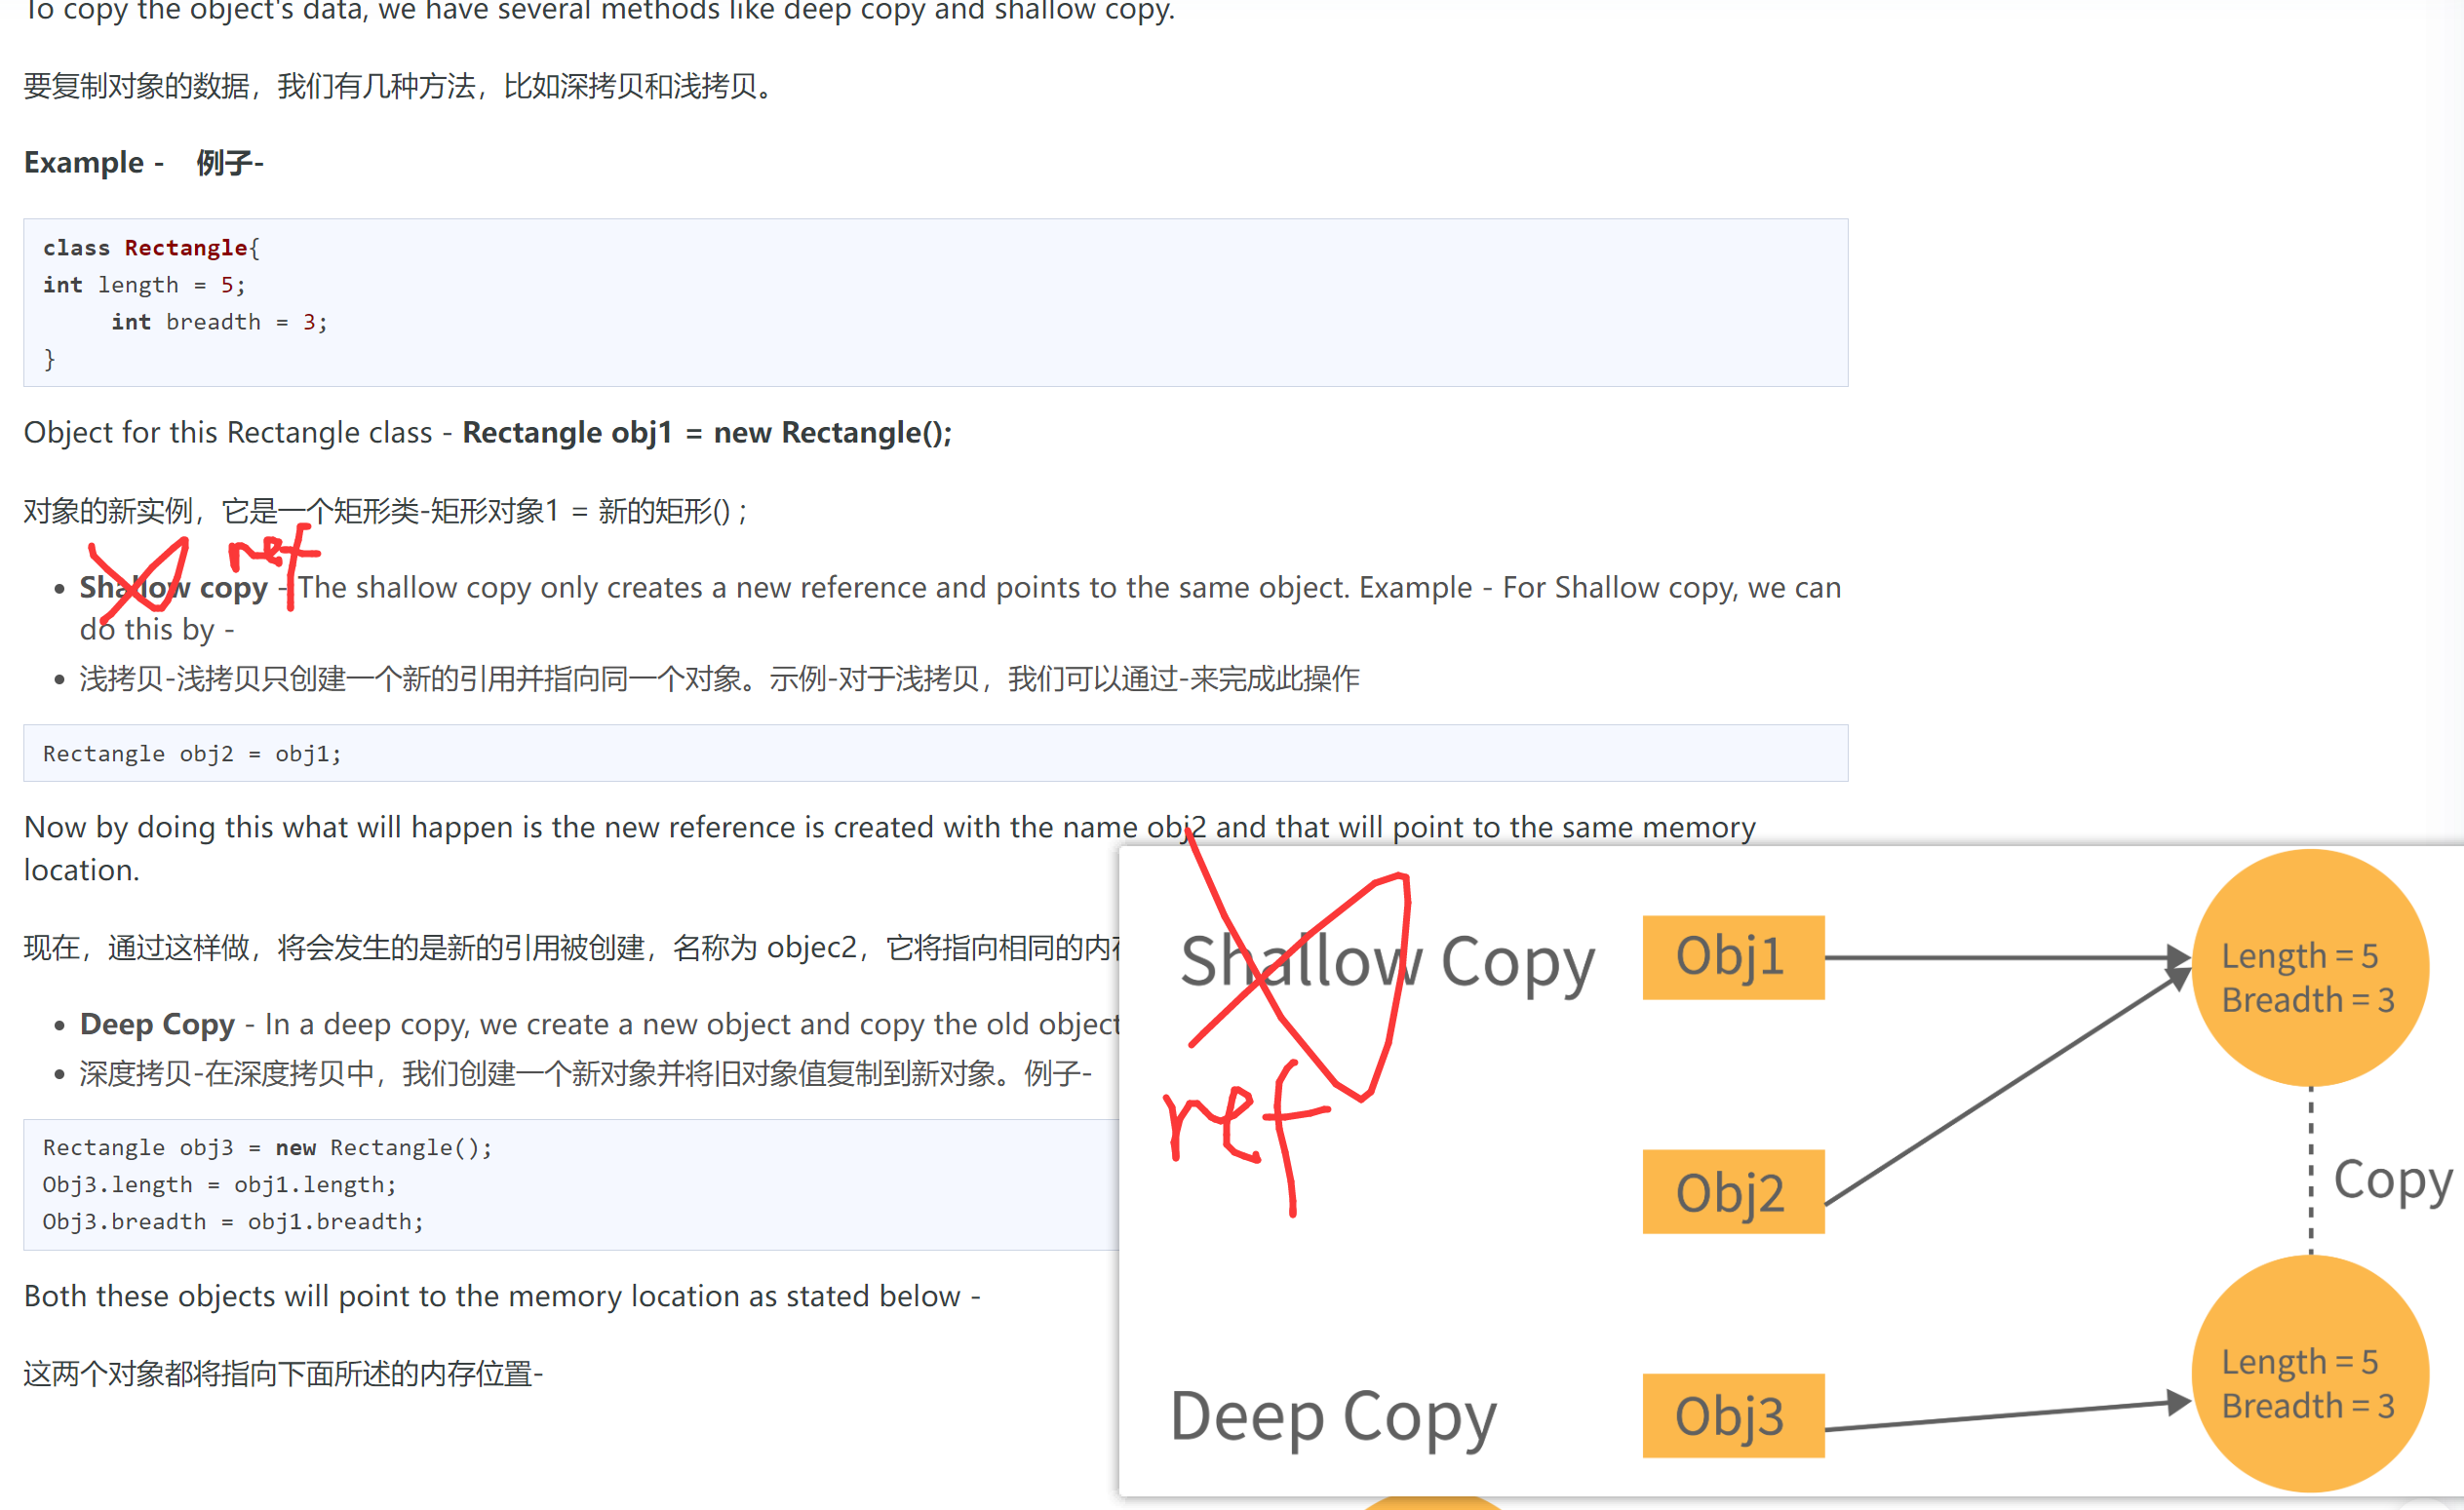 To copy the object's data, we have several methods like deep copy and shallow copy.
要复制对象的数据，我们有几种方法，比如深拷贝和浅拷贝。
Example -    例子-
class Rectangle{
int length = 5;
     int breadth = 3;
}
Object for this Rectangle class - Rectangle obj1 = new Rectangle();
对象的新实例，它是一个矩形类-矩形对象1 = 新的矩形() ;
ref
Shallow copy - The shallow copy only creates a new reference and points to the same object. Example - For Shallow copy, we can
do this by -
浅拷贝-浅拷贝只创建一个新的引用并指向同一个对象。示例-对于浅拷贝，我们可以通过-来完成此操作
Rectangle obj2 = obj1;
Now by doing this what will happen is the new reference is created with the name obj2 and that will point to the same memory
location.
现在，通过这样做，将会发生的是新的引用被创建，名称为 objec2，它将指向相同的内
Deep Copy - In a deep copy, we create a new object and copy the old object
深度拷贝-在深度拷贝中，我们创建一个新对象并将旧对象值复制到新对象。例子-
Rectangle obj3 = new Rectangle();
Obj3.length = obj1.length;
Obj3.breadth = obj1.breadth;
Both these objects will point to the memory location as stated below -
这两个对象都将指向下面所述的内存位置-
Shallow Copy
Obj1
Length = 5
Breadth = 3
ref
Obj2
Copy
Deep Copy
Obj3
Length = 5
Breadth = 3